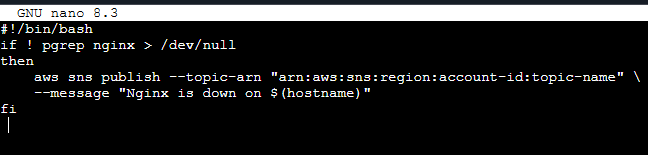 GNU nano 8.3
#!/bin/bash
if ! pgrep nginx > /dev/null
then
    aws sns publish --topic-arn "arn:aws:sns:region:account-id:topic-name" \
    --message "Nginx is down on $(hostname)"
fi